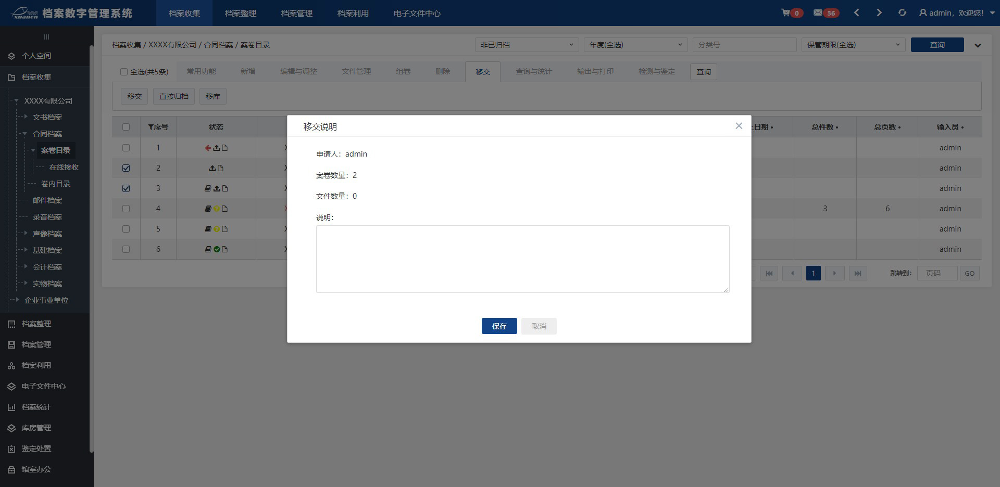 xuanen 档案数字管理系统 档案收集 档案整理 档案管理 档案利用 电子文件中心 0 36 admin，欢迎您!
个人空间
档案收集
XXXX有限公司
文书档案
合同档案
案卷目录
在线接收
卷内目录
邮件档案
录音档案
声像档案
基建档案
会计档案
实物档案
企业事业单位
档案整理
档案管理
档案利用
电子文件中心
档案统计
库房管理
鉴定处置
馆室办公
档案收集 / XXXX有限公司 / 合同档案 / 案卷目录 非已归档 年度(全选) 分类号 保管期限(全选) 查询
全选(共5条) 常用功能 新增 编辑与调整 文件管理 组卷 删除 移交 查询与统计 输出与打印 检测与鉴定 查询
移交 直接归档 移库
序号 状态 日期 总件数 总页数 输入员
1 X admin
2 X admin
3 X admin
4 X 3 6 admin
5 X admin
6 X admin
1 跳转到： 页码 GO
移交说明
申请人：admin
案卷数量：2
文件数量：0
说明：
保存 取消